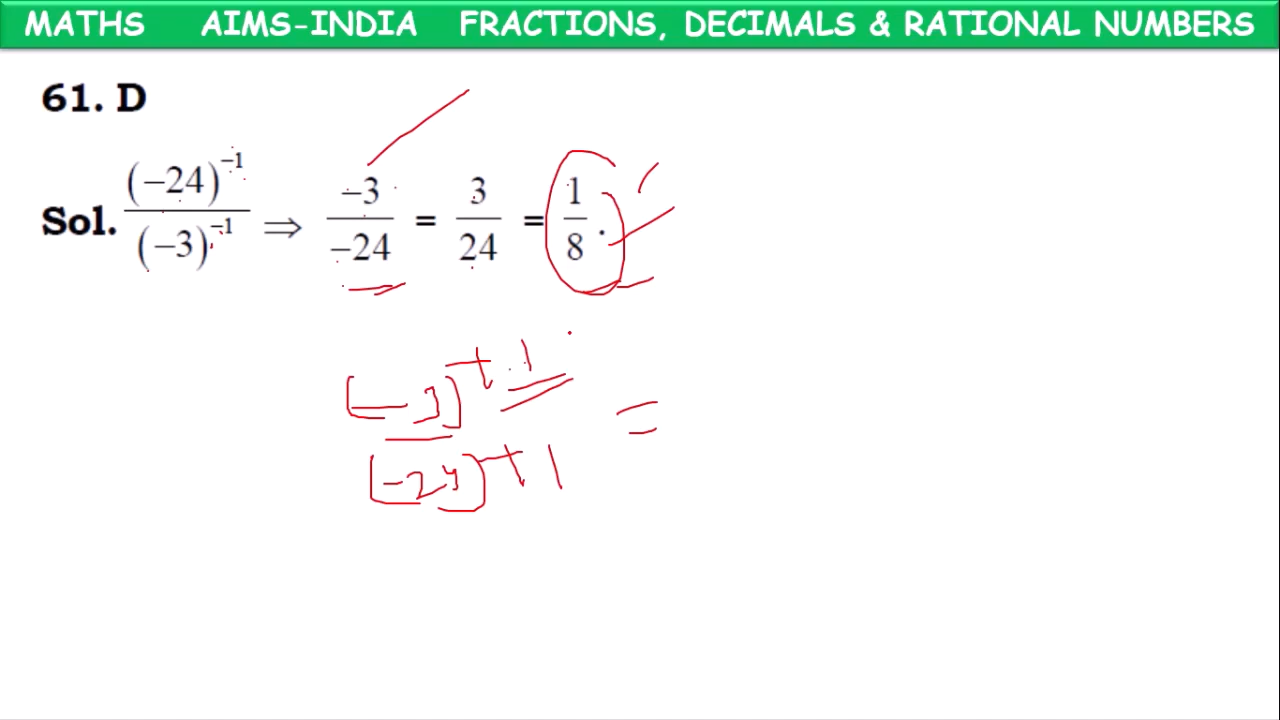 MATHS AIMS-INDIA FRACTIONS, DECIMALS & RATIONAL NUMBERS
61. D
Sol. (−24)⁻¹/(−3)⁻¹ ⇒ −3/−24 = 3/24 = 1/8.
(−3)⁺¹/(−24)⁺¹ =